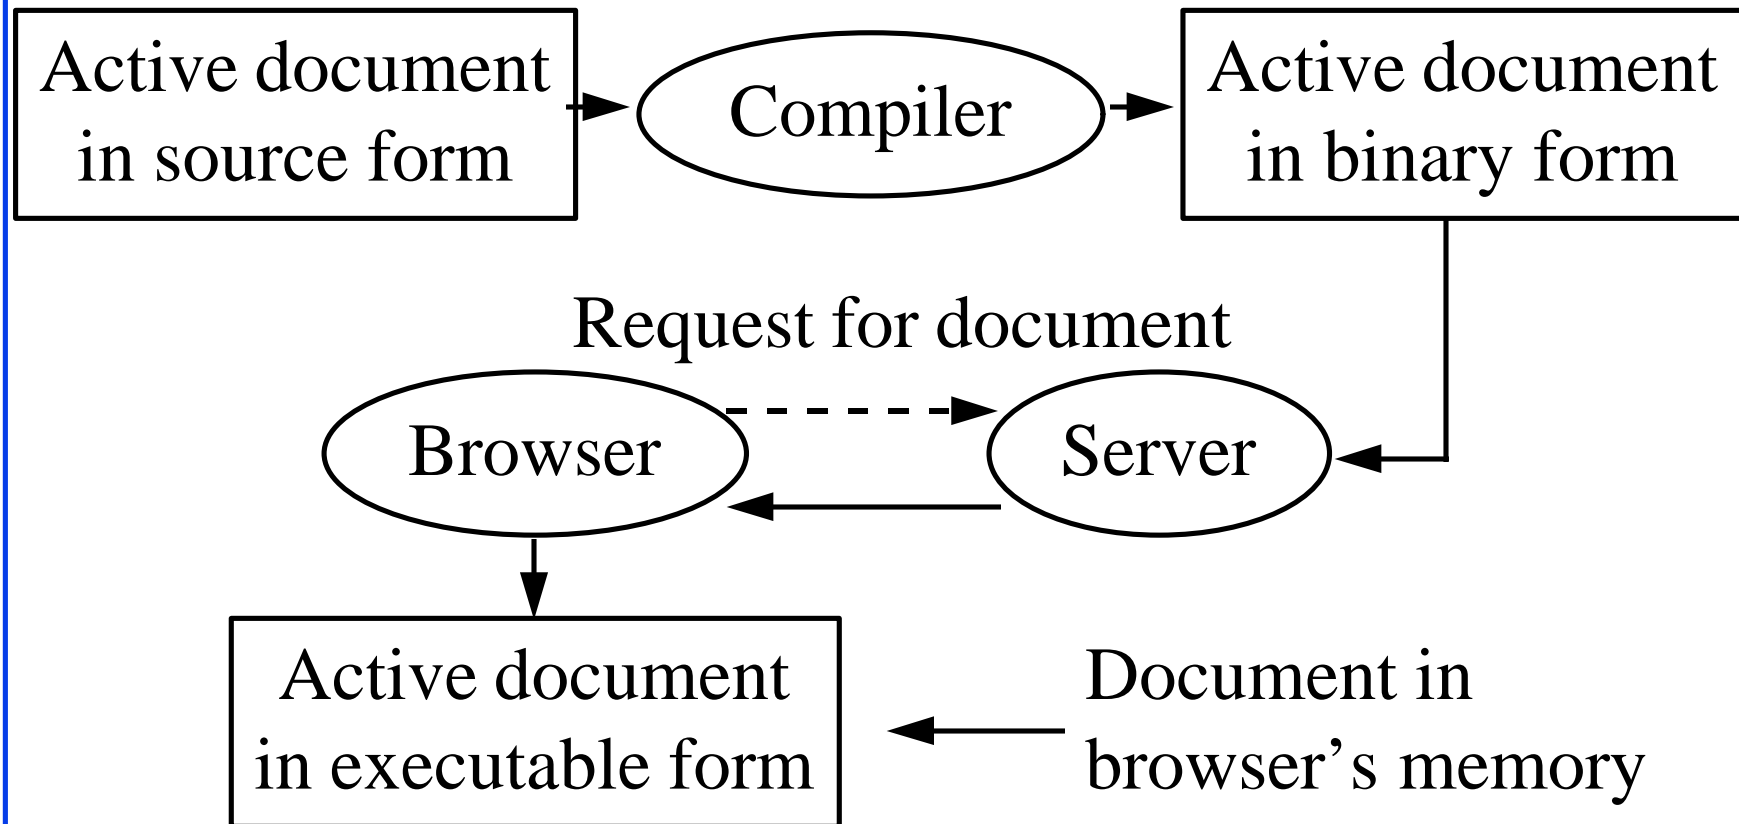 Active document
in source form
Compiler
Active document
in binary form
Request for document
Browser
Server
Active document
in executable form
Document in
browser’s memory